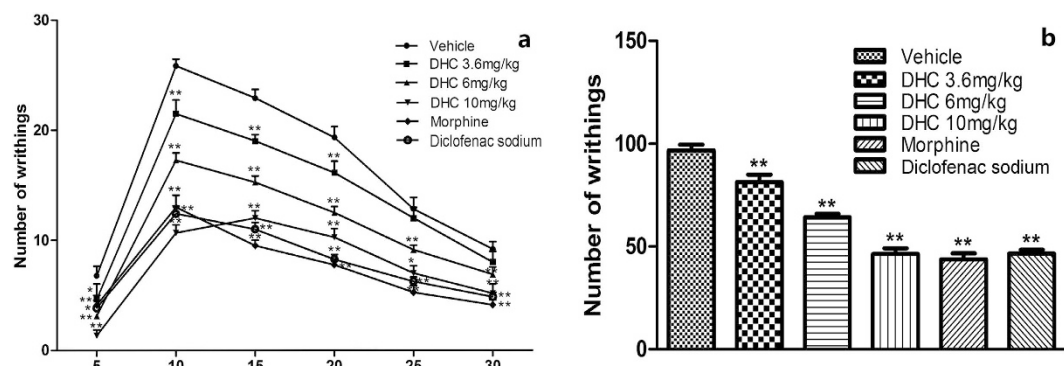 a
Number of writhings
30
20
10
0
Vehicle
DHC 3.6mg/kg
DHC 6mg/kg
DHC 10mg/kg
Morphine
Diclofenac sodium
5 10 15 20 25 30
b
Number of writhings
150
100
50
0
Vehicle
DHC 3.6mg/kg
DHC 6mg/kg
DHC 10mg/kg
Morphine
Diclofenac sodium
** ** ** ** **